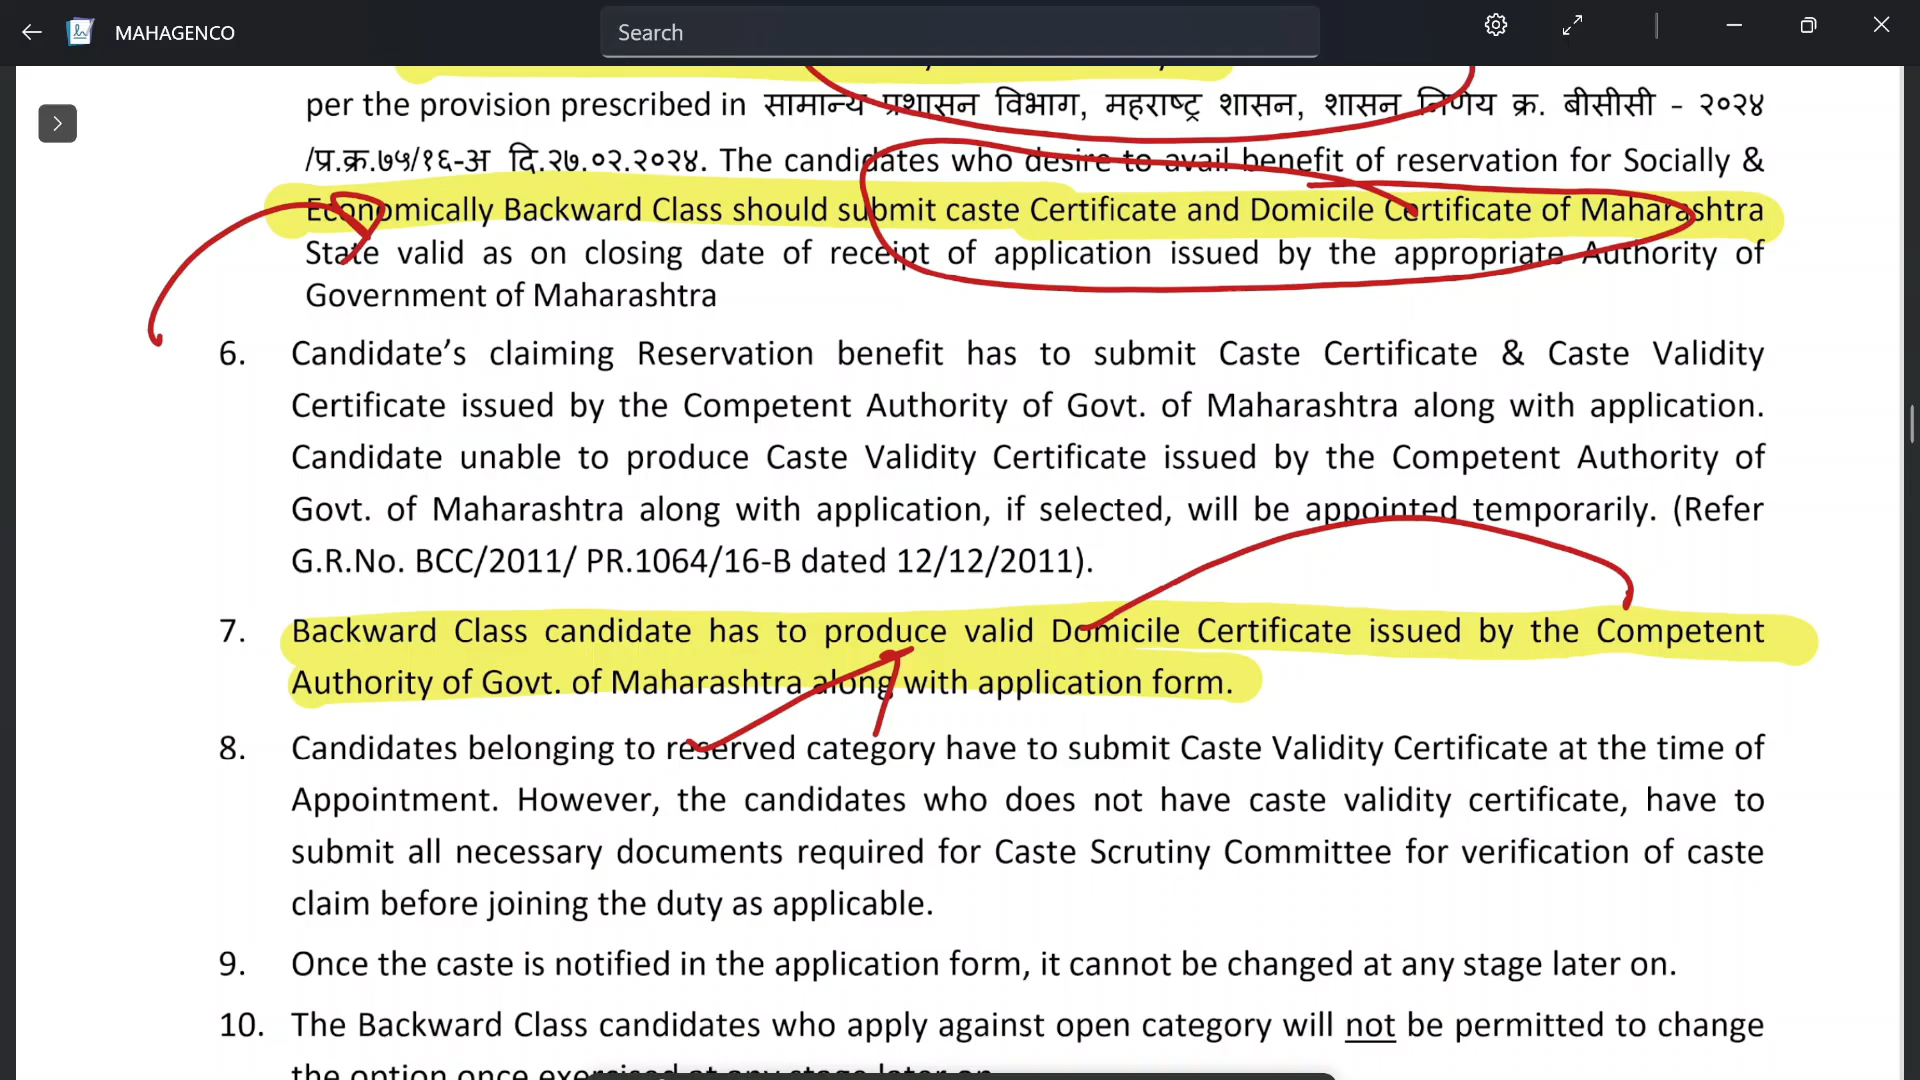 MAHAGENCO
Search
per the provision prescribed in सामान्य प्रशासन विभाग, महराष्ट्र शासन, शासन निर्णय क्र. बीसीसी - २०२४
/प्र.क्र.७५/१६-अ दि.२७.०२.२०२४. The candidates who desire to avail benefit of reservation for Socially &
Economically Backward Class should submit caste Certificate and Domicile Certificate of Maharashtra
State valid as on closing date of receipt of application issued by the appropriate Authority of
Government of Maharashtra
6. Candidate’s claiming Reservation benefit has to submit Caste Certificate & Caste Validity
Certificate issued by the Competent Authority of Govt. of Maharashtra along with application.
Candidate unable to produce Caste Validity Certificate issued by the Competent Authority of
Govt. of Maharashtra along with application, if selected, will be appointed temporarily. (Refer
G.R.No. BCC/2011/ PR.1064/16-B dated 12/12/2011).
7. Backward Class candidate has to produce valid Domicile Certificate issued by the Competent
Authority of Govt. of Maharashtra along with application form.
8. Candidates belonging to reserved category have to submit Caste Validity Certificate at the time of
Appointment. However, the candidates who does not have caste validity certificate, have to
submit all necessary documents required for Caste Scrutiny Committee for verification of caste
claim before joining the duty as applicable.
9. Once the caste is notified in the application form, it cannot be changed at any stage later on.
10. The Backward Class candidates who apply against open category will not be permitted to change
the option once exercised at any stage later on.